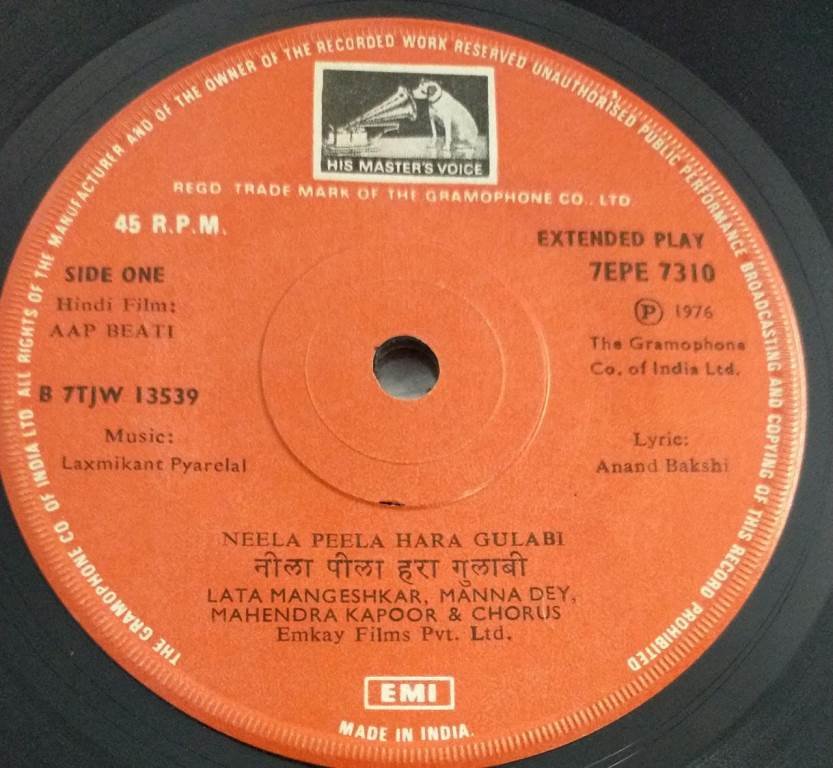 THE GRAMOPHONE CO OF INDIA LTD ALL RIGHTS OF THE MANUFACTURER AND OF THE OWNER OF THE RECORDED WORK RESERVED UNAUTHORISED PUBLIC PERFORMANCE BROADCASTING AND COPYING OF THIS RECORD PROHIBITED
HIS MASTER'S VOICE
REGD TRADE MARK OF THE GRAMOPHONE CO., LTD
45 R.P.M.
EXTENDED PLAY
SIDE ONE
7EPE 7310
Hindi Film:
AAP BEATI
Ⓟ 1976
The Gramophone
Co. of India Ltd.
B 7TJW 13539
Music:
Laxmikant Pyarelal
Lyric:
Anand Bakshi
NEELA PEELA HARA GULABI
नीला पीला हरा गुलाबी
LATA MANGESHKAR, MANNA DEY,
MAHENDRA KAPOOR & CHORUS
Emkay Films Pvt. Ltd.
EMI
MADE IN INDIA.